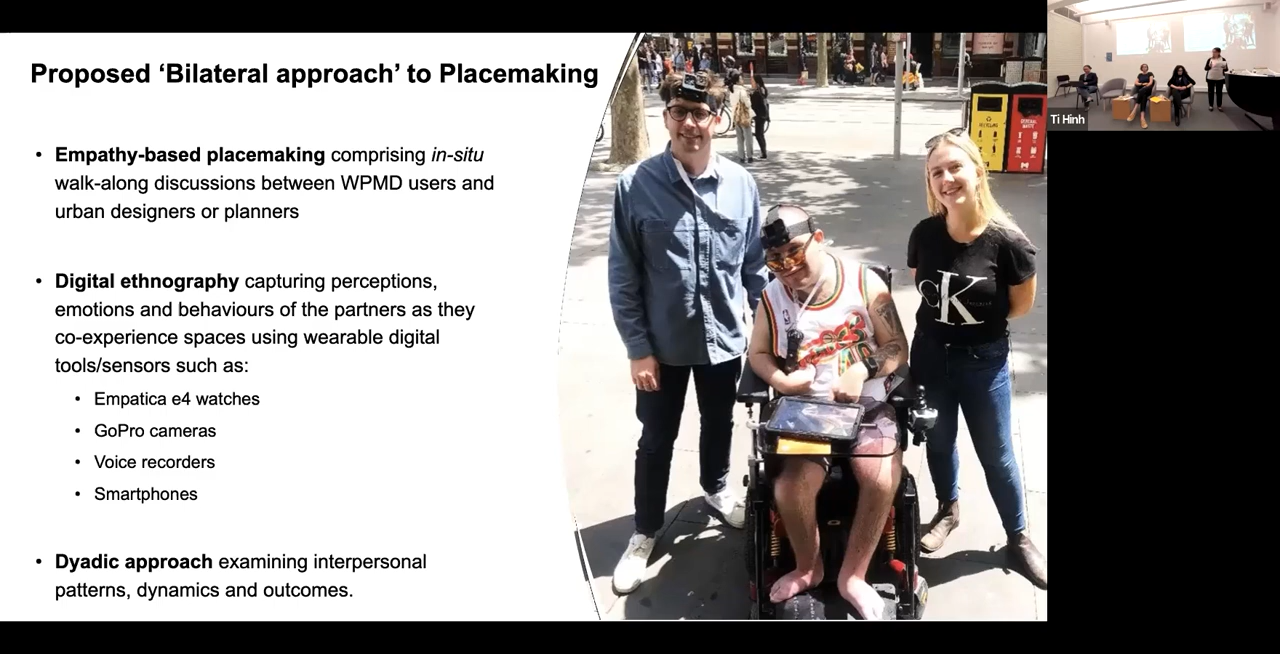 Proposed ‘Bilateral approach’ to Placemaking
• Empathy-based placemaking comprising in-situ
walk-along discussions between WPMD users and
urban designers or planners
• Digital ethnography capturing perceptions,
emotions and behaviours of the partners as they
co-experience spaces using wearable digital
tools/sensors such as:
• Empatica e4 watches
• GoPro cameras
• Voice recorders
• Smartphones
• Dyadic approach examining interpersonal
patterns, dynamics and outcomes.
CK
Ti Hinh